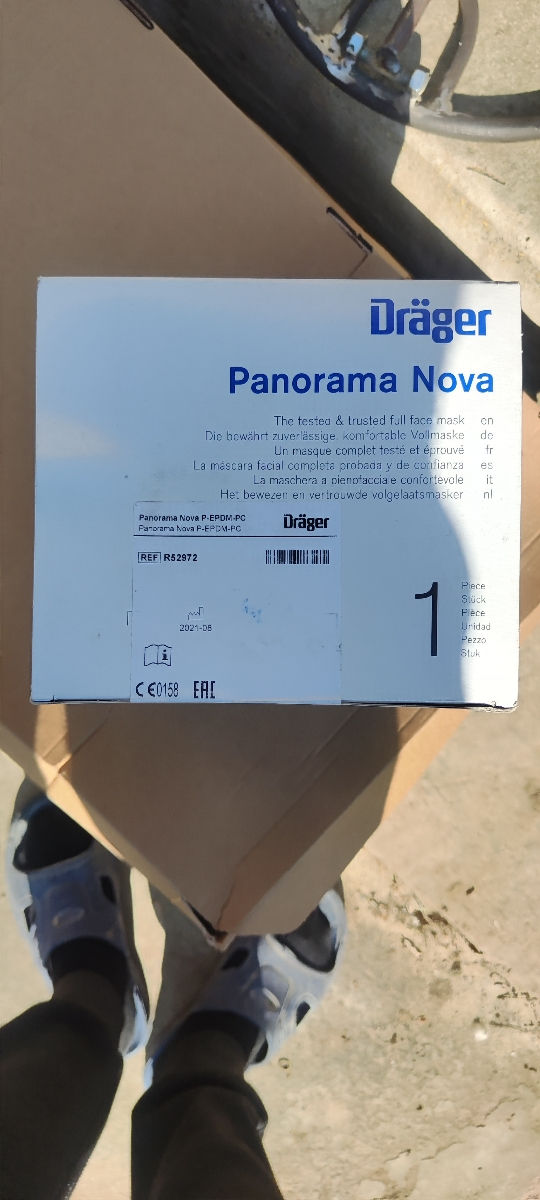 Dräger
Panorama Nova
The tested & trusted full face mask en
Die bewährt zuverlässige, komfortable Vollmaske de
Un masque complet testé et éprouvé fr
La máscara facial completa probada y de confianza es
La maschera a pienofacciale confortevole it
Het bewezen en vertrouwde volgelaatsmasker nl
Panorama Nova P-EPDM-PC
Panorama Nova P-EPDM-PC
Dräger
REF R52972
2021-08
CE0158 EAC
1
Piece
Stück
Pièce
Unidad
Pezzo
Stuk